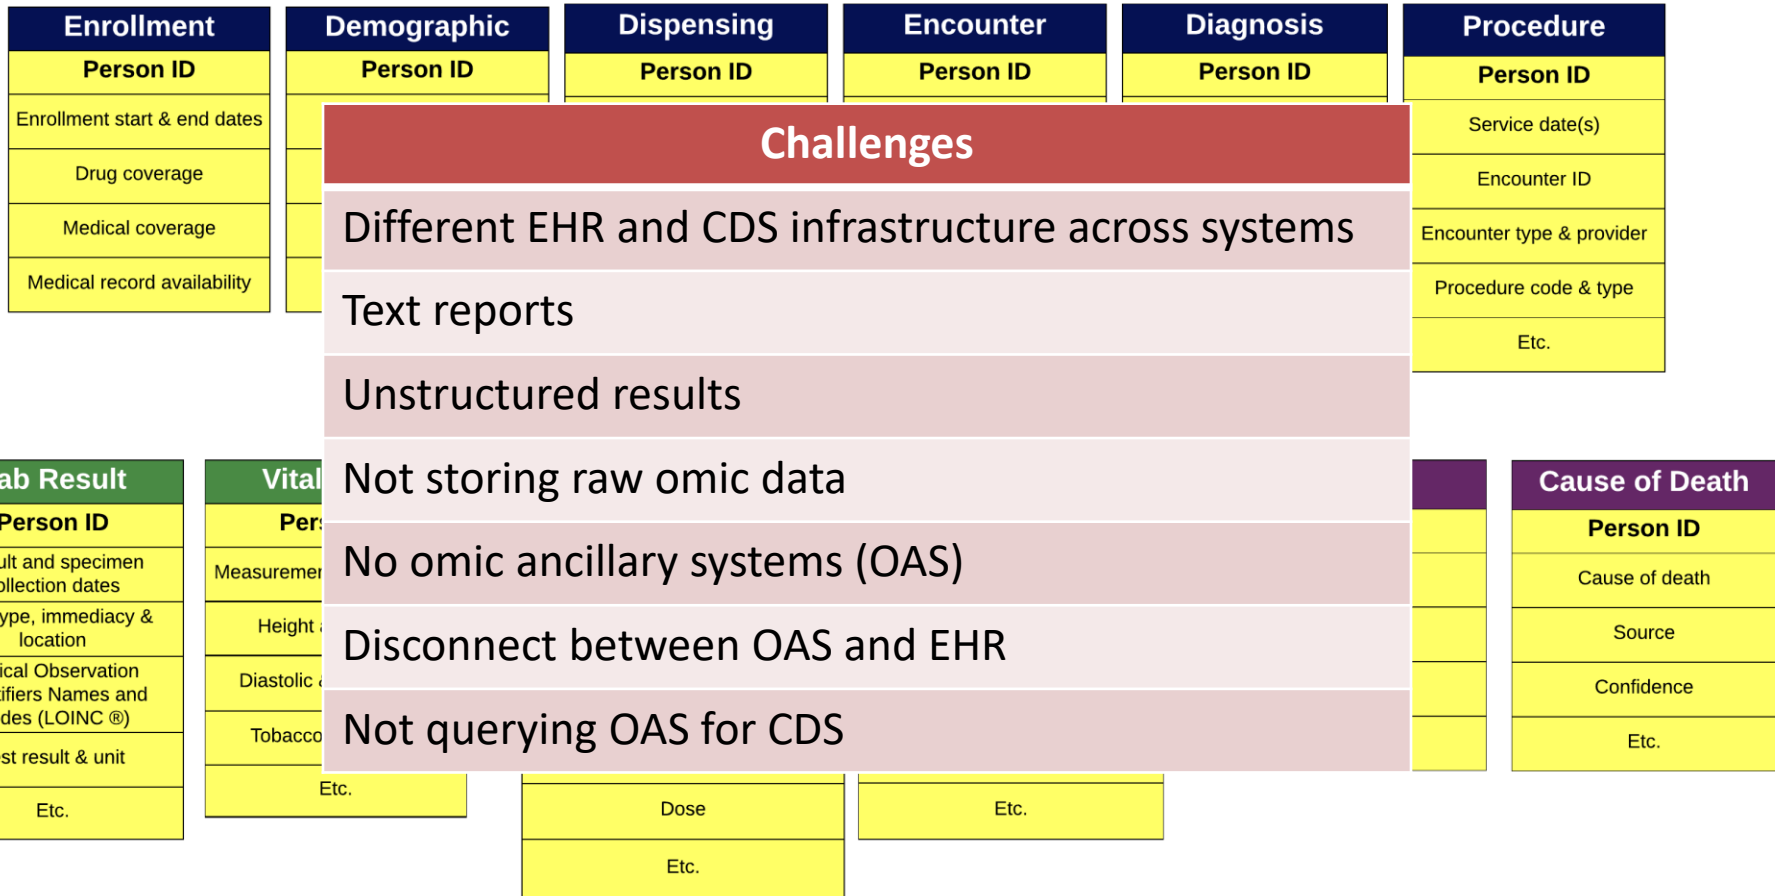 Enrollment
Person ID
Enrollment start & end dates
Drug coverage
Medical coverage
Medical record availability
Demographic
Person ID
Dispensing
Person ID
Encounter
Person ID
Diagnosis
Person ID
Procedure
Person ID
Service date(s)
Encounter ID
Encounter type & provider
Procedure code & type
Etc.
Challenges
Different EHR and CDS infrastructure across systems
Text reports
Unstructured results
Not storing raw omic data
No omic ancillary systems (OAS)
Disconnect between OAS and EHR
Not querying OAS for CDS
ab Result
Person ID
ult and specimen
ollection dates
ype, immediacy &
location
ical Observation
tifiers Names and
des (LOINC ®)
st result & unit
Etc.
Vital
Pers
Measuremen
Height
Diastolic
Tobacco
Etc.
Dose
Etc.
Etc.
Cause of Death
Person ID
Cause of death
Source
Confidence
Etc.